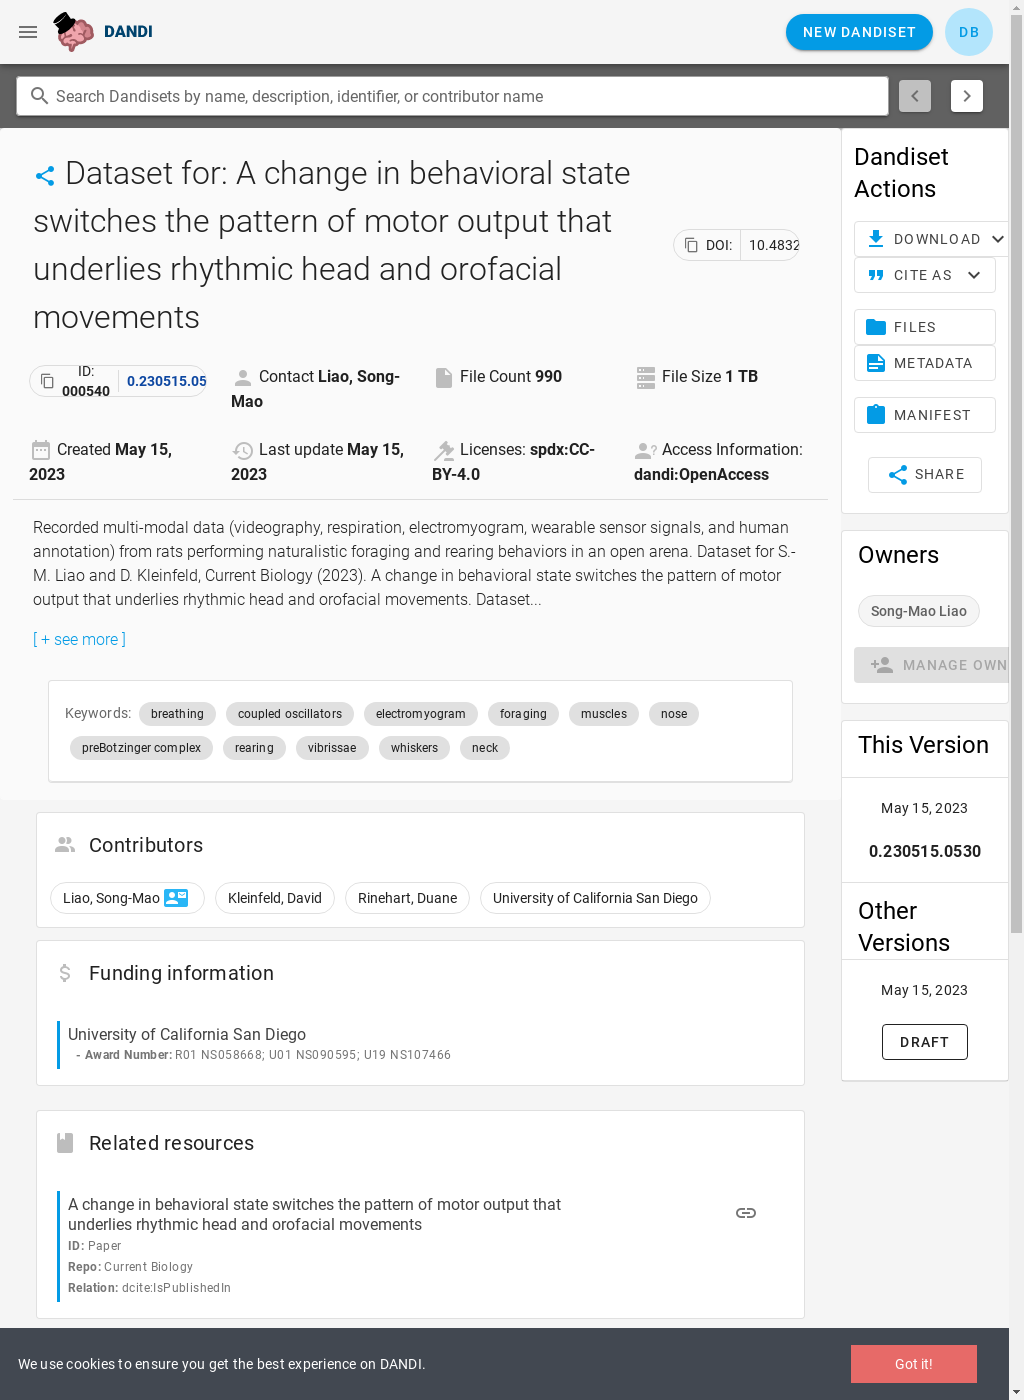 DANDI
NEW DANDISET
DB
Search Dandisets by name, description, identifier, or contributor name
Dataset for: A change in behavioral state
switches the pattern of motor output that
underlies rhythmic head and orofacial
movements
DOI:
10.4832
ID:
000540
0.230515.05
Contact Liao, Song-
Mao
File Count 990
File Size 1 TB
Created May 15,
2023
Last update May 15,
2023
Licenses: spdx:CC-
BY-4.0
Access Information:
dandi:OpenAccess
Recorded multi-modal data (videography, respiration, electromyogram, wearable sensor signals, and human
annotation) from rats performing naturalistic foraging and rearing behaviors in an open arena. Dataset for S.-
M. Liao and D. Kleinfeld, Current Biology (2023). A change in behavioral state switches the pattern of motor
output that underlies rhythmic head and orofacial movements. Dataset...
[ + see more ]
Keywords: breathing coupled oscillators electromyogram foraging muscles nose
preBotzinger complex rearing vibrissae whiskers neck
Contributors
Liao, Song-Mao Kleinfeld, David Rinehart, Duane University of California San Diego
Funding information
University of California San Diego
- Award Number: R01 NS058668; U01 NS090595; U19 NS107466
Related resources
A change in behavioral state switches the pattern of motor output that
underlies rhythmic head and orofacial movements
ID: Paper
Repo: Current Biology
Relation: dcite:IsPublishedIn
Dandiset
Actions
DOWNLOAD
CITE AS
FILES
METADATA
MANIFEST
SHARE
Owners
Song-Mao Liao
MANAGE OWN
This Version
May 15, 2023
0.230515.0530
Other
Versions
May 15, 2023
DRAFT
We use cookies to ensure you get the best experience on DANDI.
Got it!